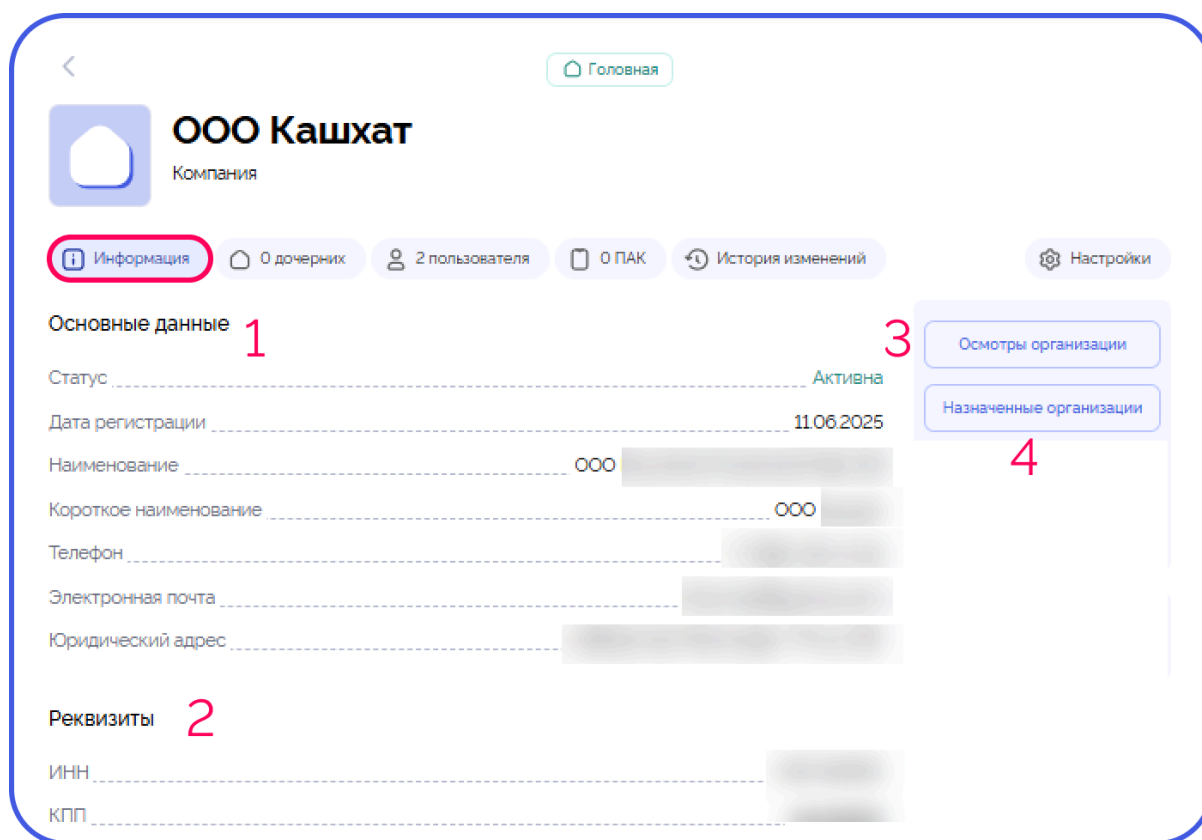 Головная
ООО Кашхат
Компания
Информация
0 дочерних
2 пользователя
0 ПАК
История изменений
Настройки
Основные данные 1
3 Осмотры организации
Статус Активна
Назначенные организации
Дата регистрации 11.06.2025
4
Наименование ООО
Короткое наименование ООО
Телефон
Электронная почта
Юридический адрес
Реквизиты 2
ИНН
КПП